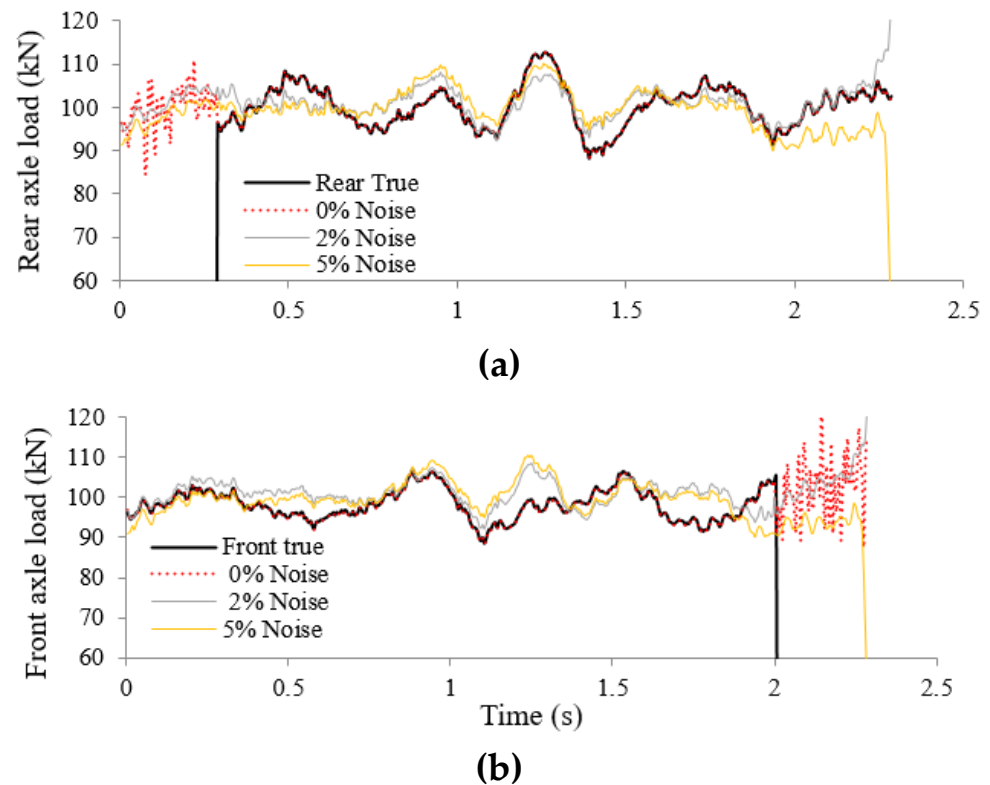 120
110
100
90
80
70
60
Rear axle load (kN)
Rear True
0% Noise
2% Noise
5% Noise
0 0.5 1 1.5 2 2.5
(a)
120
110
100
90
80
70
60
Front axle load (kN)
Front true
0% Noise
2% Noise
5% Noise
0 0.5 1 1.5 2 2.5
Time (s)
(b)